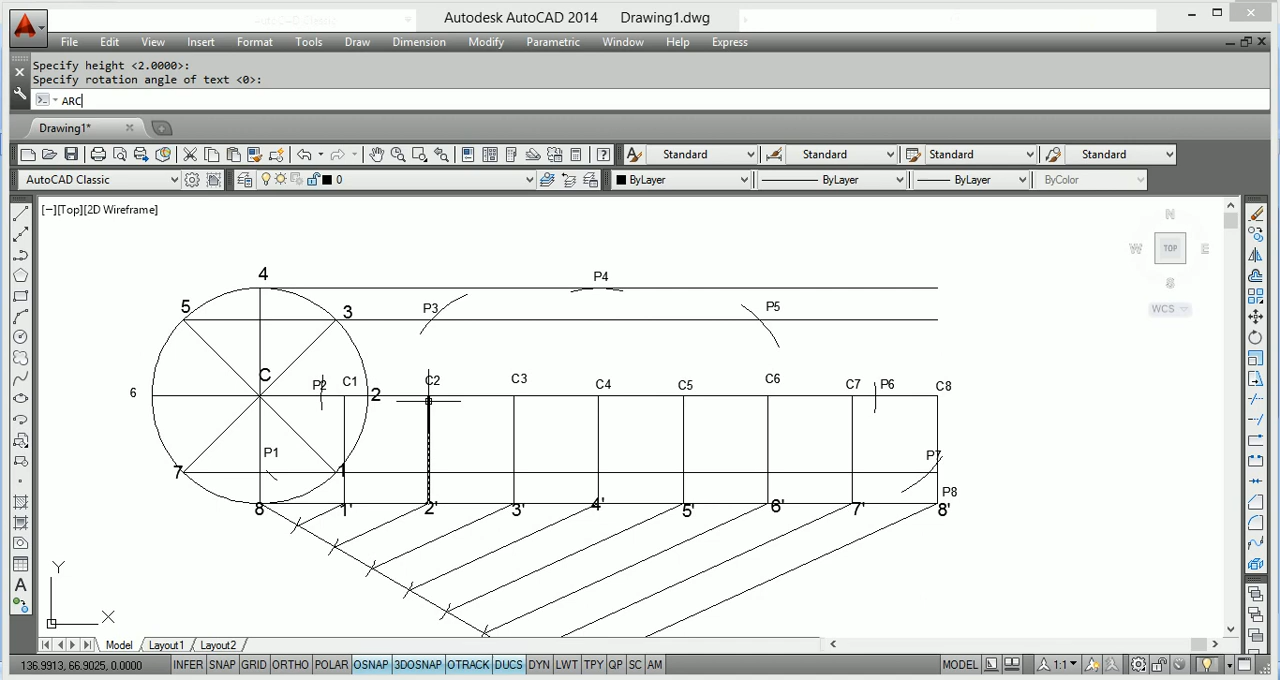 Autodesk AutoCAD 2014 Drawing1.dwg
File Edit View Insert Format Tools Draw Dimension Modify Parametric Window Help Express
Specify height <2.0000>:
Specify rotation angle of text <0>:
ARC
Drawing1*
Standard Standard Standard Standard
AutoCAD Classic 0 ByLayer ByLayer ByLayer ByColor
[−][Top][2D Wireframe]
N
W TOP E
S
WCS
4 P4
5 3 P3 P5
C P2 C1 C2 C3 C4 C5 C6 C7 P6 C8
6 2
P1 P7
7 1
P8
8 1' 2' 3' 4' 5' 6' 7' 8'
Y
X
Model Layout1 Layout2
136.9913, 66.9025, 0.0000 INFER SNAP GRID ORTHO POLAR OSNAP 3DOSNAP OTRACK DUCS DYN LWT TPY QP SC AM MODEL 1:1